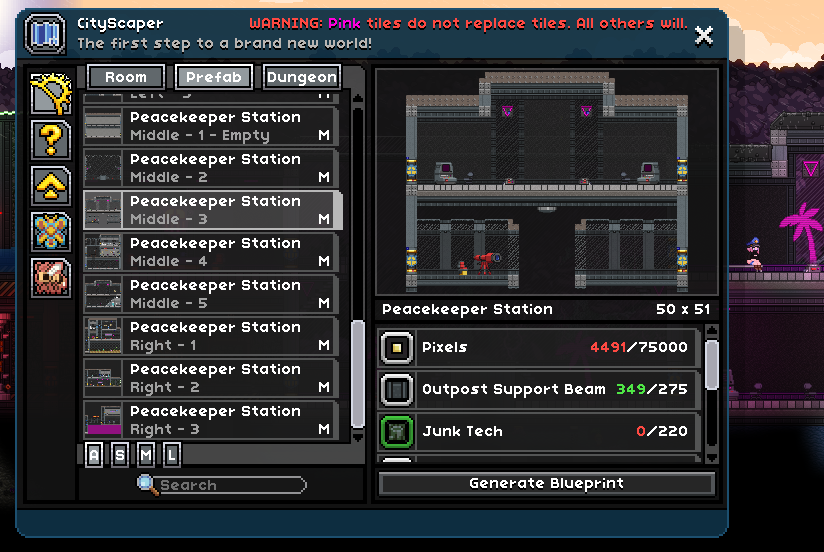 CityScaper
WARNING: Pink tiles do not replace tiles. All others will.
The first step to a brand new world!
Room
Prefab
Dungeon
M
Peacekeeper Station
Middle - 1 - Empty
M
Peacekeeper Station
Middle - 2
M
Peacekeeper Station
Middle - 3
M
Peacekeeper Station
Middle - 4
M
Peacekeeper Station
Middle - 5
M
Peacekeeper Station
Right - 1
M
Peacekeeper Station
Right - 2
M
Peacekeeper Station
Right - 3
M
A
S
M
L
Search
Peacekeeper Station
50 x 51
Pixels
4491/75000
Outpost Support Beam
349/275
Junk Tech
0/220
Generate Blueprint